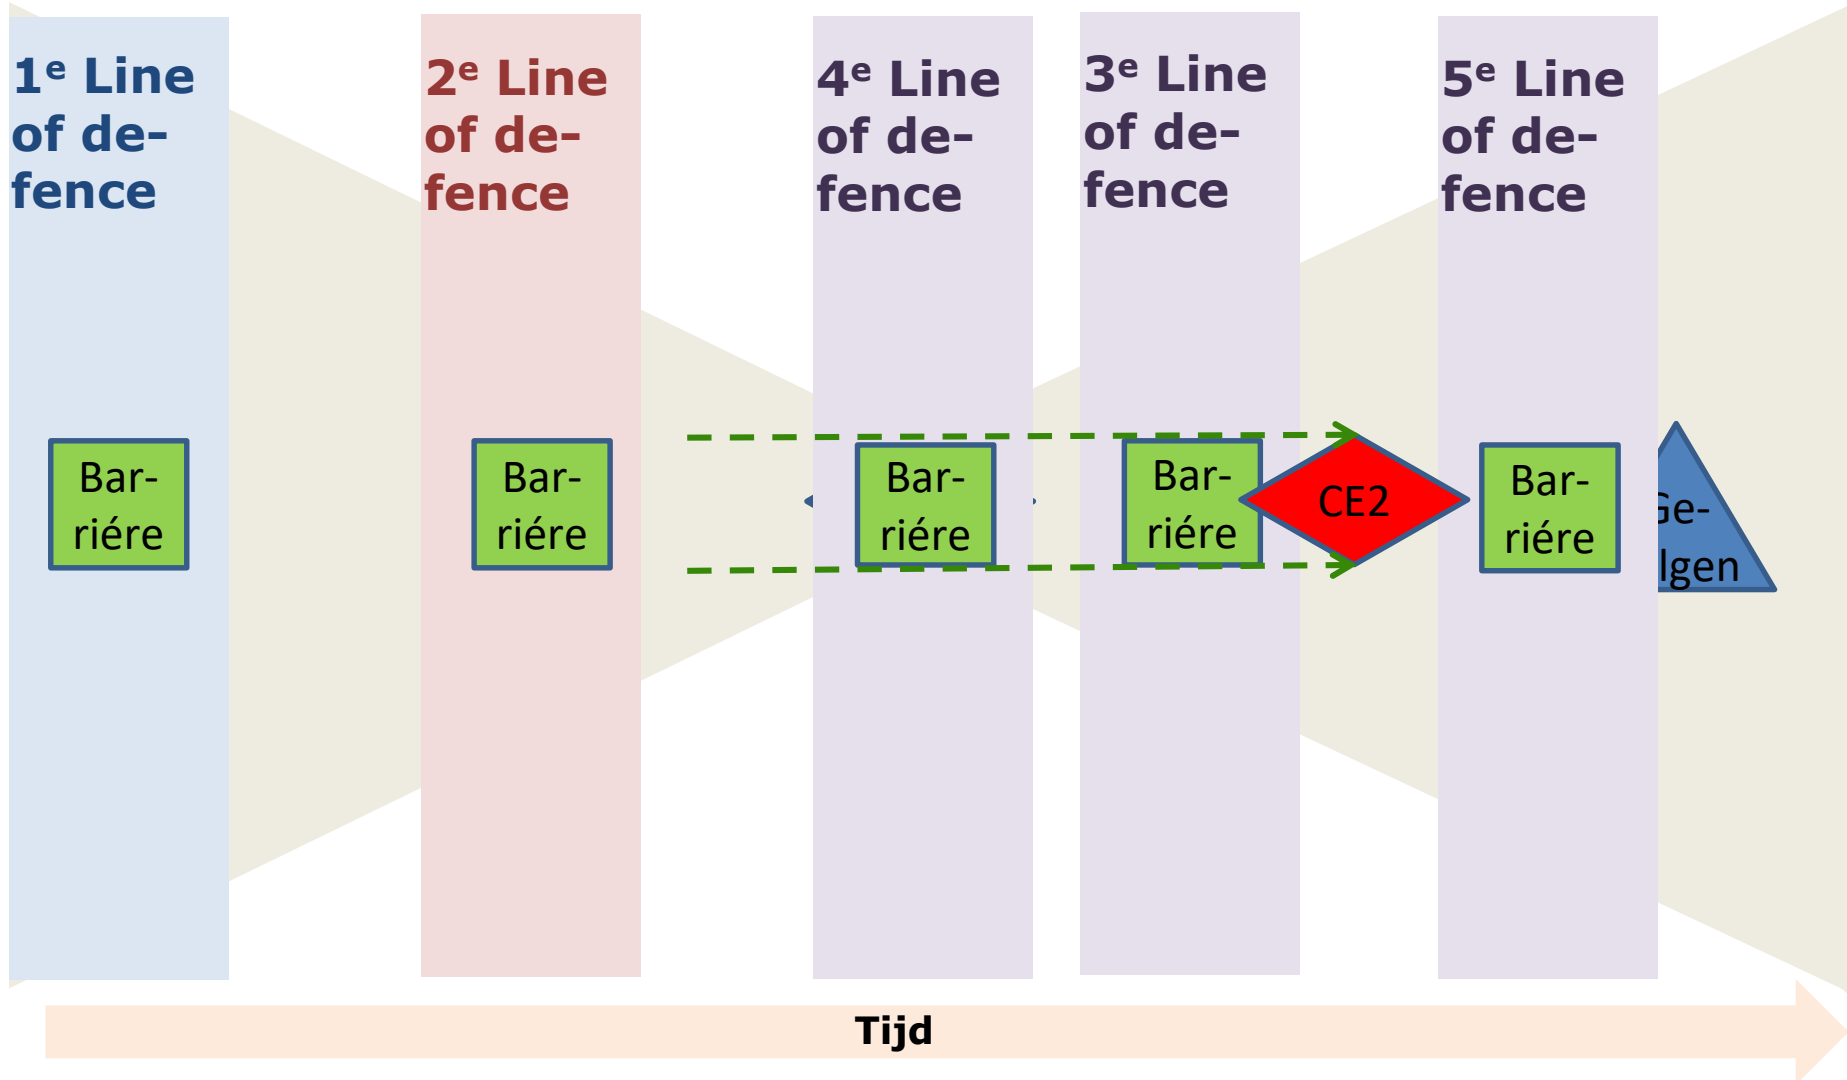 1e Line
of de-
fence
2e Line
of de-
fence
4e Line
of de-
fence
3e Line
of de-
fence
5e Line
of de-
fence
Bar-
riére
Bar-
riére
Bar-
riére
Bar-
riére
CE2
Bar-
riére
Ge-
lgen
Tijd